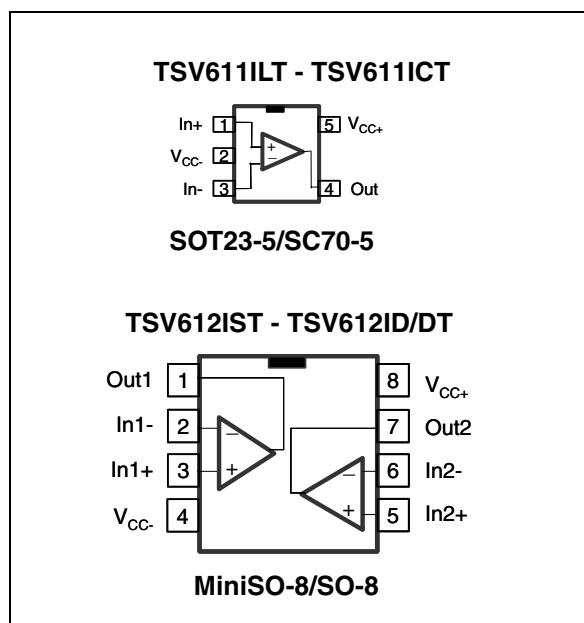 TSV611ILT - TSV611ICT
In+ 1 5 VCC+
+
VCC- 2
−
In- 3 4 Out
SOT23-5/SC70-5
TSV612IST - TSV612ID/DT
Out1 1 8 VCC+
In1- 2 − 7 Out2
In1+ 3 + − 6 In2-
VCC- 4 + 5 In2+
MiniSO-8/SO-8